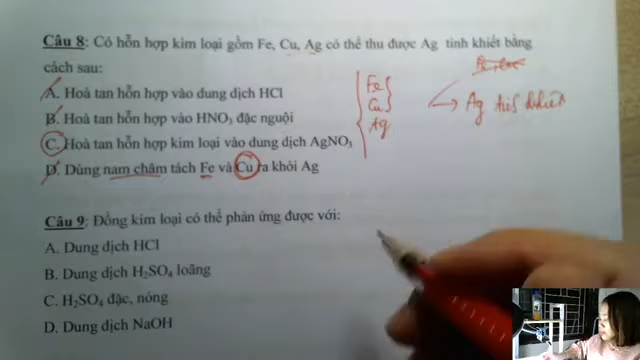 Câu 8: Có hỗn hợp kim loại gồm Fe, Cu, Ag có thể thu được Ag tinh khiết bằng
cách sau:
A. Hoà tan hỗn hợp vào dung dịch HCl
B. Hoà tan hỗn hợp vào HNO₃ đặc nguội
C. Hoà tan hỗn hợp kim loại vào dung dịch AgNO₃
D. Dùng nam châm tách Fe và Cu ra khỏi Ag
Fe
Cu
Ag
Ag
Câu 9: Đồng kim loại có thể phản ứng được với:
A. Dung dịch HCl
B. Dung dịch H₂SO₄ loãng
C. H₂SO₄ đặc, nóng
D. Dung dịch NaOH